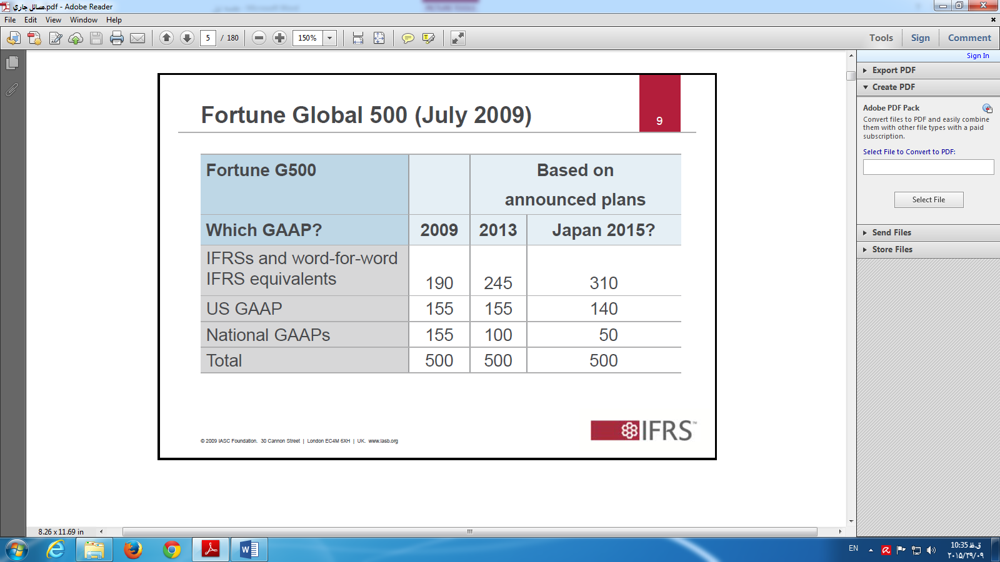 مسائل جاري.pdf - Adobe Reader
File Edit View Window Help
5 / 180 150% Tools Sign Comment
Sign In
Export PDF
Create PDF
Adobe PDF Pack
Convert files to PDF and easily combine
them with other file types with a paid
subscription.
Select File to Convert to PDF:
Select File
Send Files
Store Files
Fortune Global 500 (July 2009)
9
Fortune G500 Based on
announced plans
Which GAAP? 2009 2013 Japan 2015?
IFRSs and word-for-word
IFRS equivalents 190 245 310
US GAAP 155 155 140
National GAAPs 155 100 50
Total 500 500 500
IFRS™
© 2009 IASC Foundation. 30 Cannon Street | London EC4M 6XH | UK. www.iasb.org
8.26 x 11.69 in
EN
10:35 ق.ظ
٢٠١٥/٢٩/٠٩